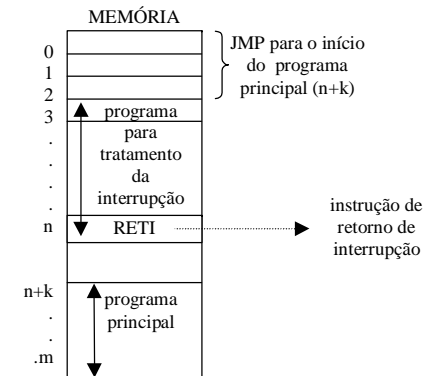 MEMÓRIA
0
1
2
3
.
.
.
.
n
n+k
.
.
.m
JMP para o início
do programa
principal (n+k)
programa
para
tratamento
da
interrupção
RETI
instrução de
retorno de
interrupção
programa
principal